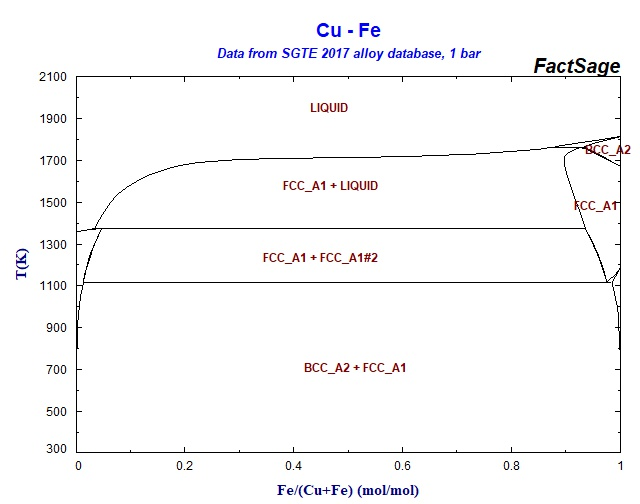 Cu - Fe
Data from SGTE 2017 alloy database, 1 bar
FactSage
2100
1900
1700
1500
1300
1100
900
700
500
300
T(K)
LIQUID
BCC_A2
FCC_A1 + LIQUID
FCC_A1
FCC_A1 + FCC_A1#2
BCC_A2 + FCC_A1
0 0.2 0.4 0.6 0.8 1
Fe/(Cu+Fe) (mol/mol)